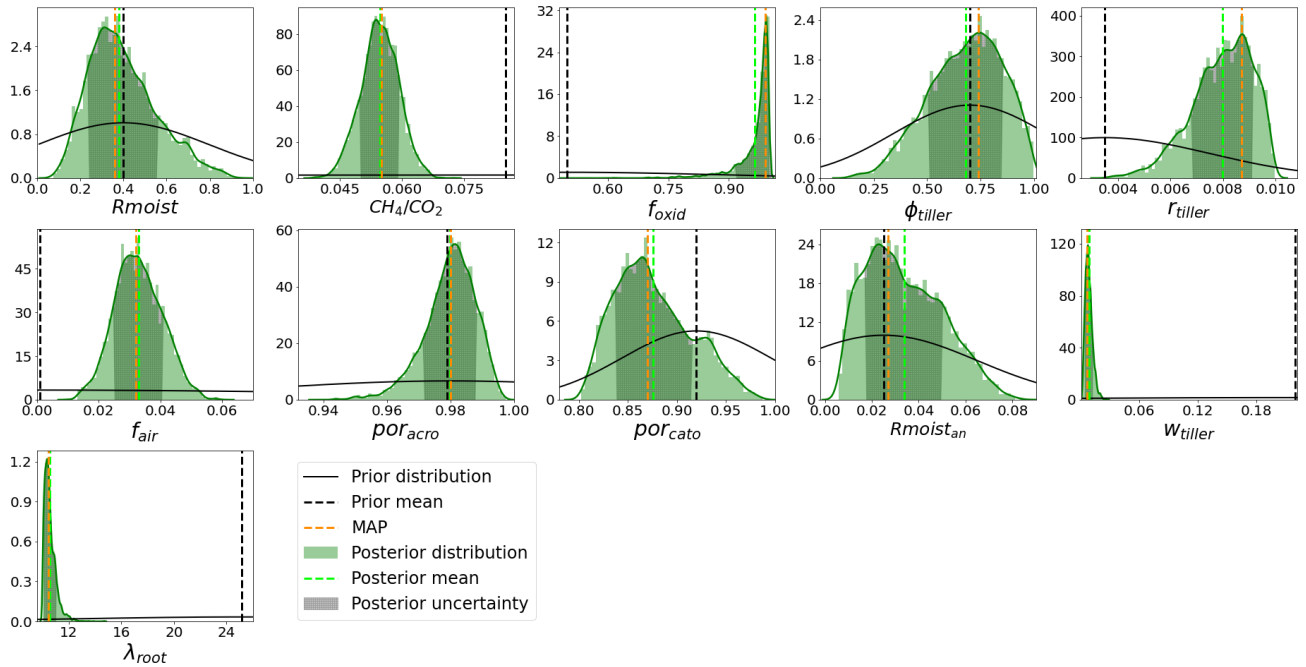 2.4
1.6
0.8
0.0
0.0 0.2 0.4 0.6 0.8 1.0
Rmoist
80
60
40
20
0
0.045 0.060 0.075
CH4/CO2
32
24
16
8
0
0.60 0.75 0.90
foxid
2.4
1.8
1.2
0.6
0.0
0.00 0.25 0.50 0.75 1.00
ϕtiller
400
300
200
100
0
0.004 0.006 0.008 0.010
rtiller
45
30
15
0
0.00 0.02 0.04 0.06
fair
60
40
20
0
0.94 0.96 0.98 1.00
poracro
12
9
6
3
0
0.80 0.85 0.90 0.95 1.00
porcato
24
20
16
12
8
4
0
0.00 0.02 0.04 0.06 0.08
Rmoistan
160
120
80
40
0
0.06 0.12 0.18
wtiller
1.2
0.9
0.6
0.3
0.0
12 16 20 24
λroot
Prior distribution
Prior mean
MAP
Posterior distribution
Posterior mean
Posterior uncertainty